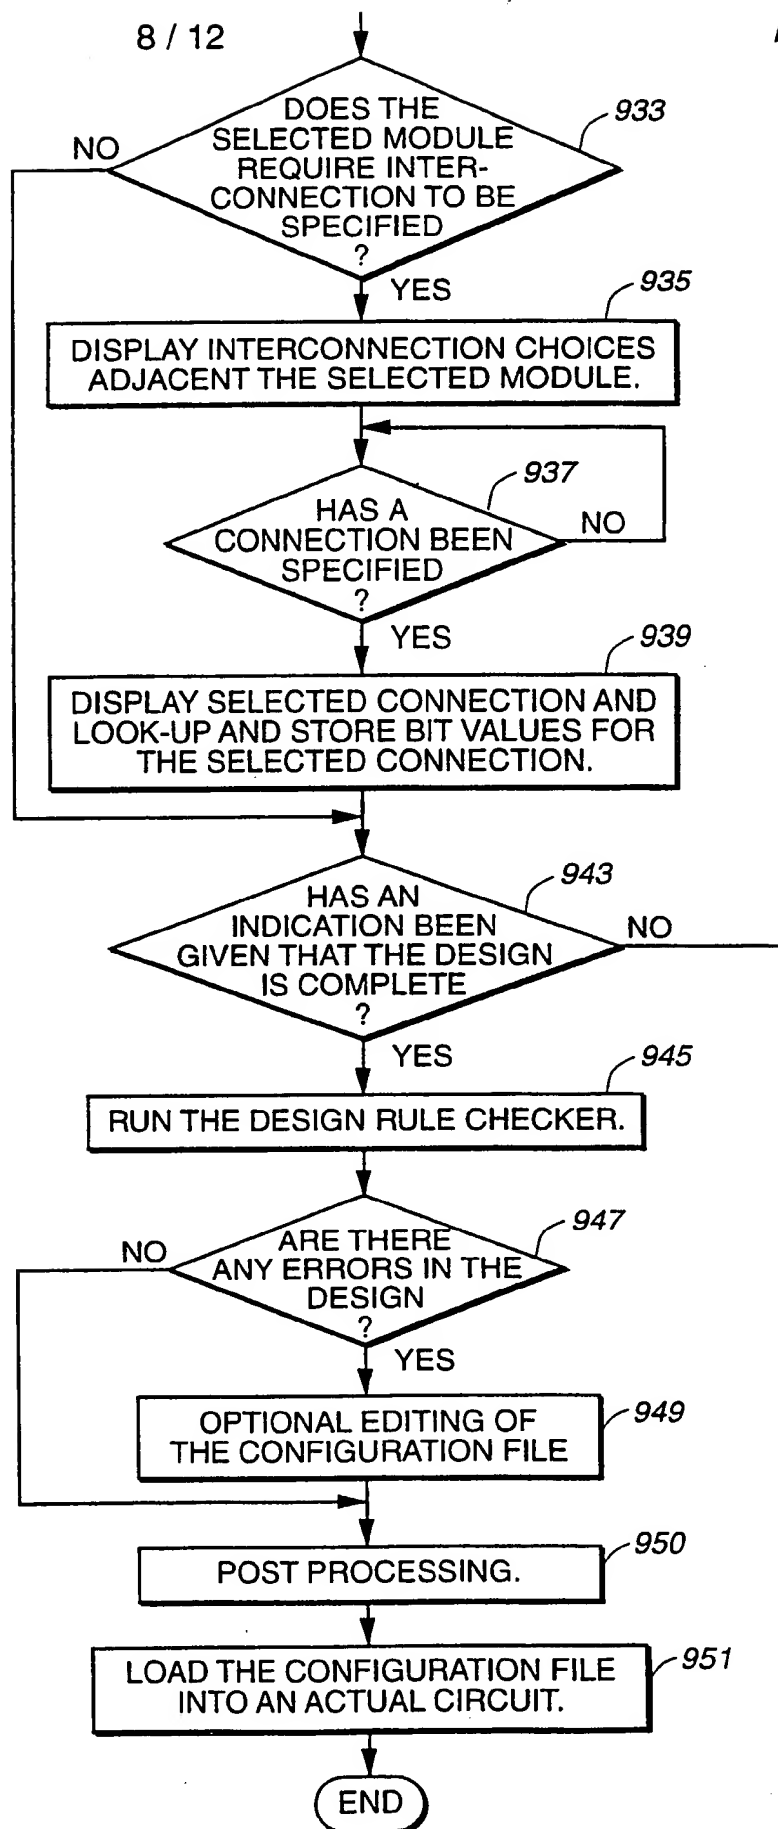 8 / 12
DOES THE
SELECTED MODULE
REQUIRE INTER-
CONNECTION TO BE
SPECIFIED
?
933
NO
YES
935
DISPLAY INTERCONNECTION CHOICES
ADJACENT THE SELECTED MODULE.
937
HAS A
CONNECTION BEEN
SPECIFIED
?
NO
YES
939
DISPLAY SELECTED CONNECTION AND
LOOK-UP AND STORE BIT VALUES FOR
THE SELECTED CONNECTION.
943
HAS AN
INDICATION BEEN
GIVEN THAT THE DESIGN
IS COMPLETE
?
NO
YES
945
RUN THE DESIGN RULE CHECKER.
947
NO
ARE THERE
ANY ERRORS IN THE
DESIGN
?
YES
949
OPTIONAL EDITING OF
THE CONFIGURATION FILE
950
POST PROCESSING.
951
LOAD THE CONFIGURATION FILE
INTO AN ACTUAL CIRCUIT.
END